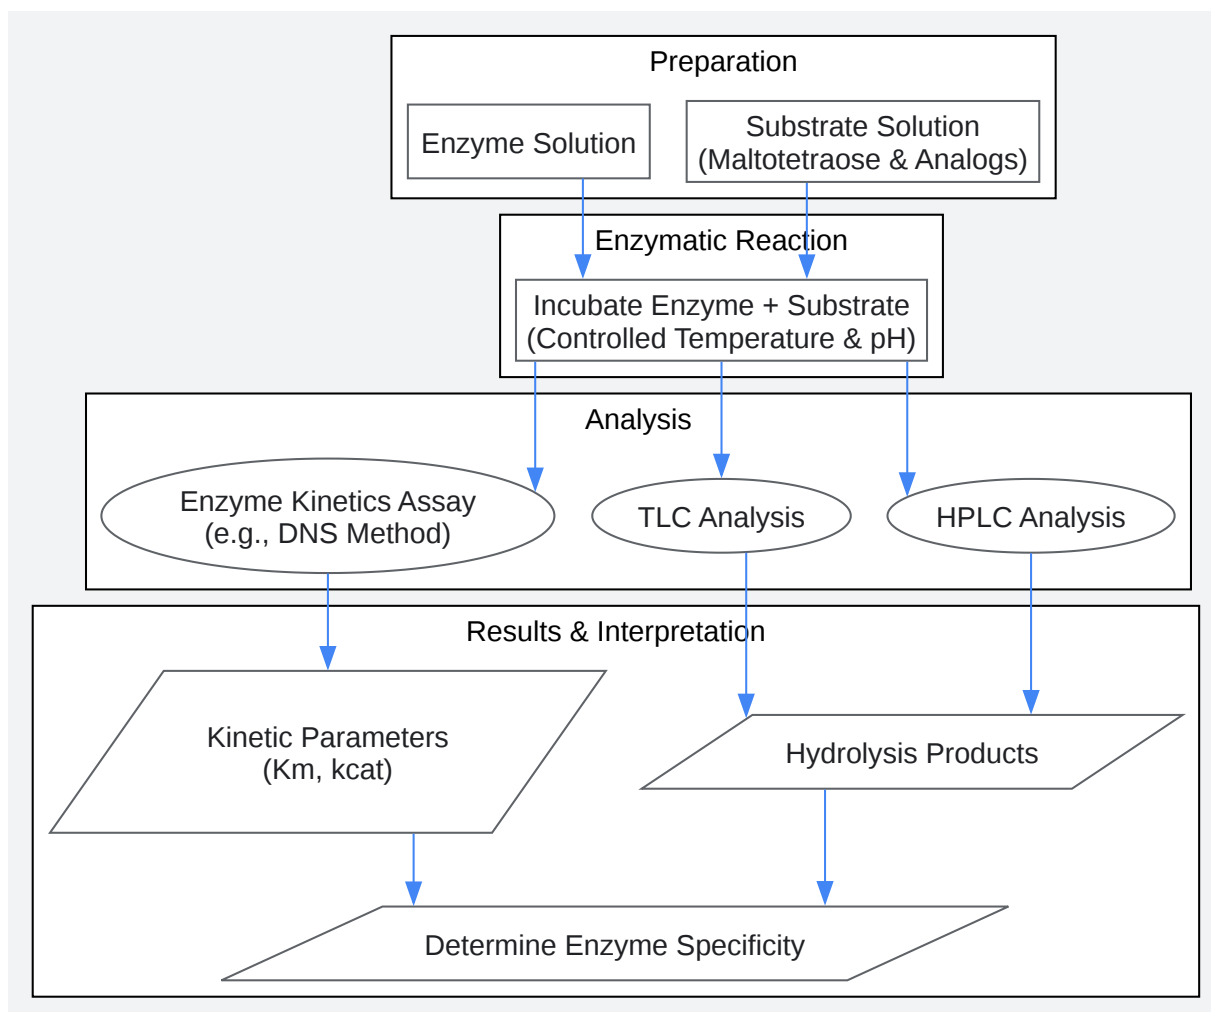 Preparation
Enzyme Solution
Substrate Solution
(Maltotetraose & Analogs)
Enzymatic Reaction
Incubate Enzyme + Substrate
(Controlled Temperature & pH)
Analysis
Enzyme Kinetics Assay
(e.g., DNS Method)
TLC Analysis
HPLC Analysis
Results & Interpretation
Kinetic Parameters
(Km, kcat)
Hydrolysis Products
Determine Enzyme Specificity